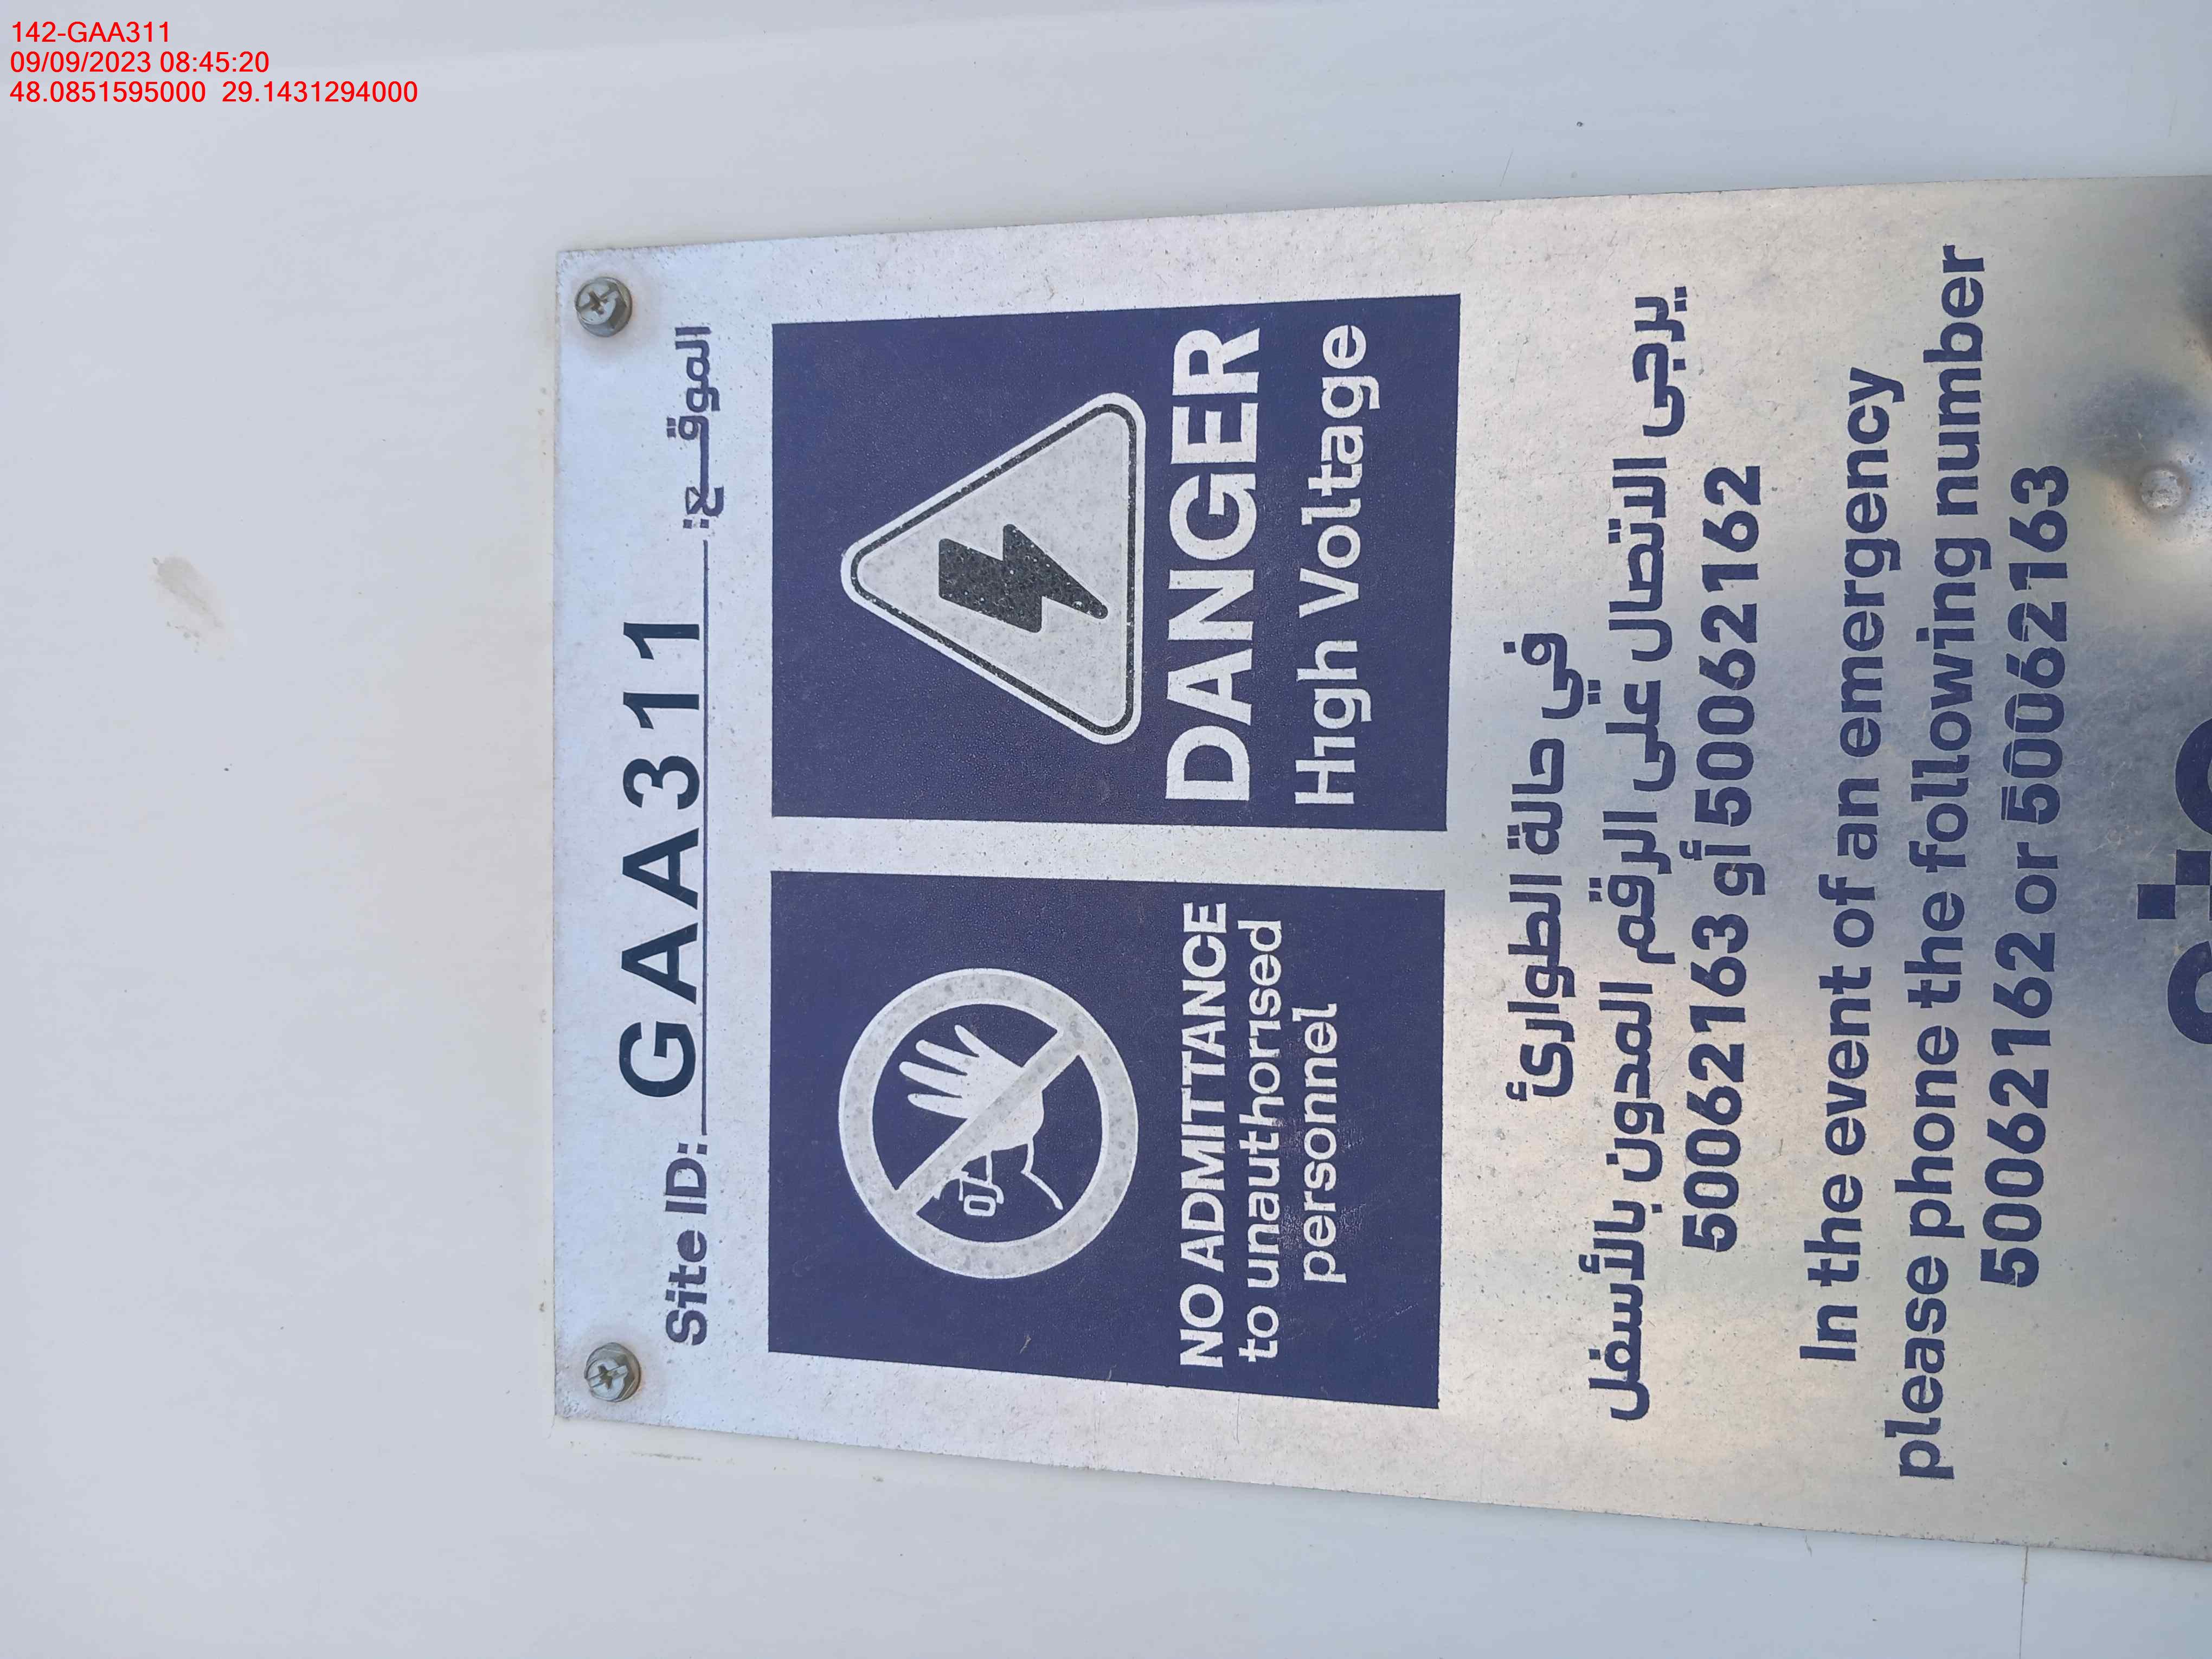 142-GAA311
09/09/2023 08:45:20
48.0851595000 29.1431294000
Site ID: GAA311 الموقـع:
NO ADMITTANCE
to unauthorised
personnel
DANGER
High Voltage
في حالة الطوارئ
يرجى الاتصال على الرقم المدون بالأسفل
50062163 أو 50062162
In the event of an emergency
please phone the following number
50062162 or 50062163